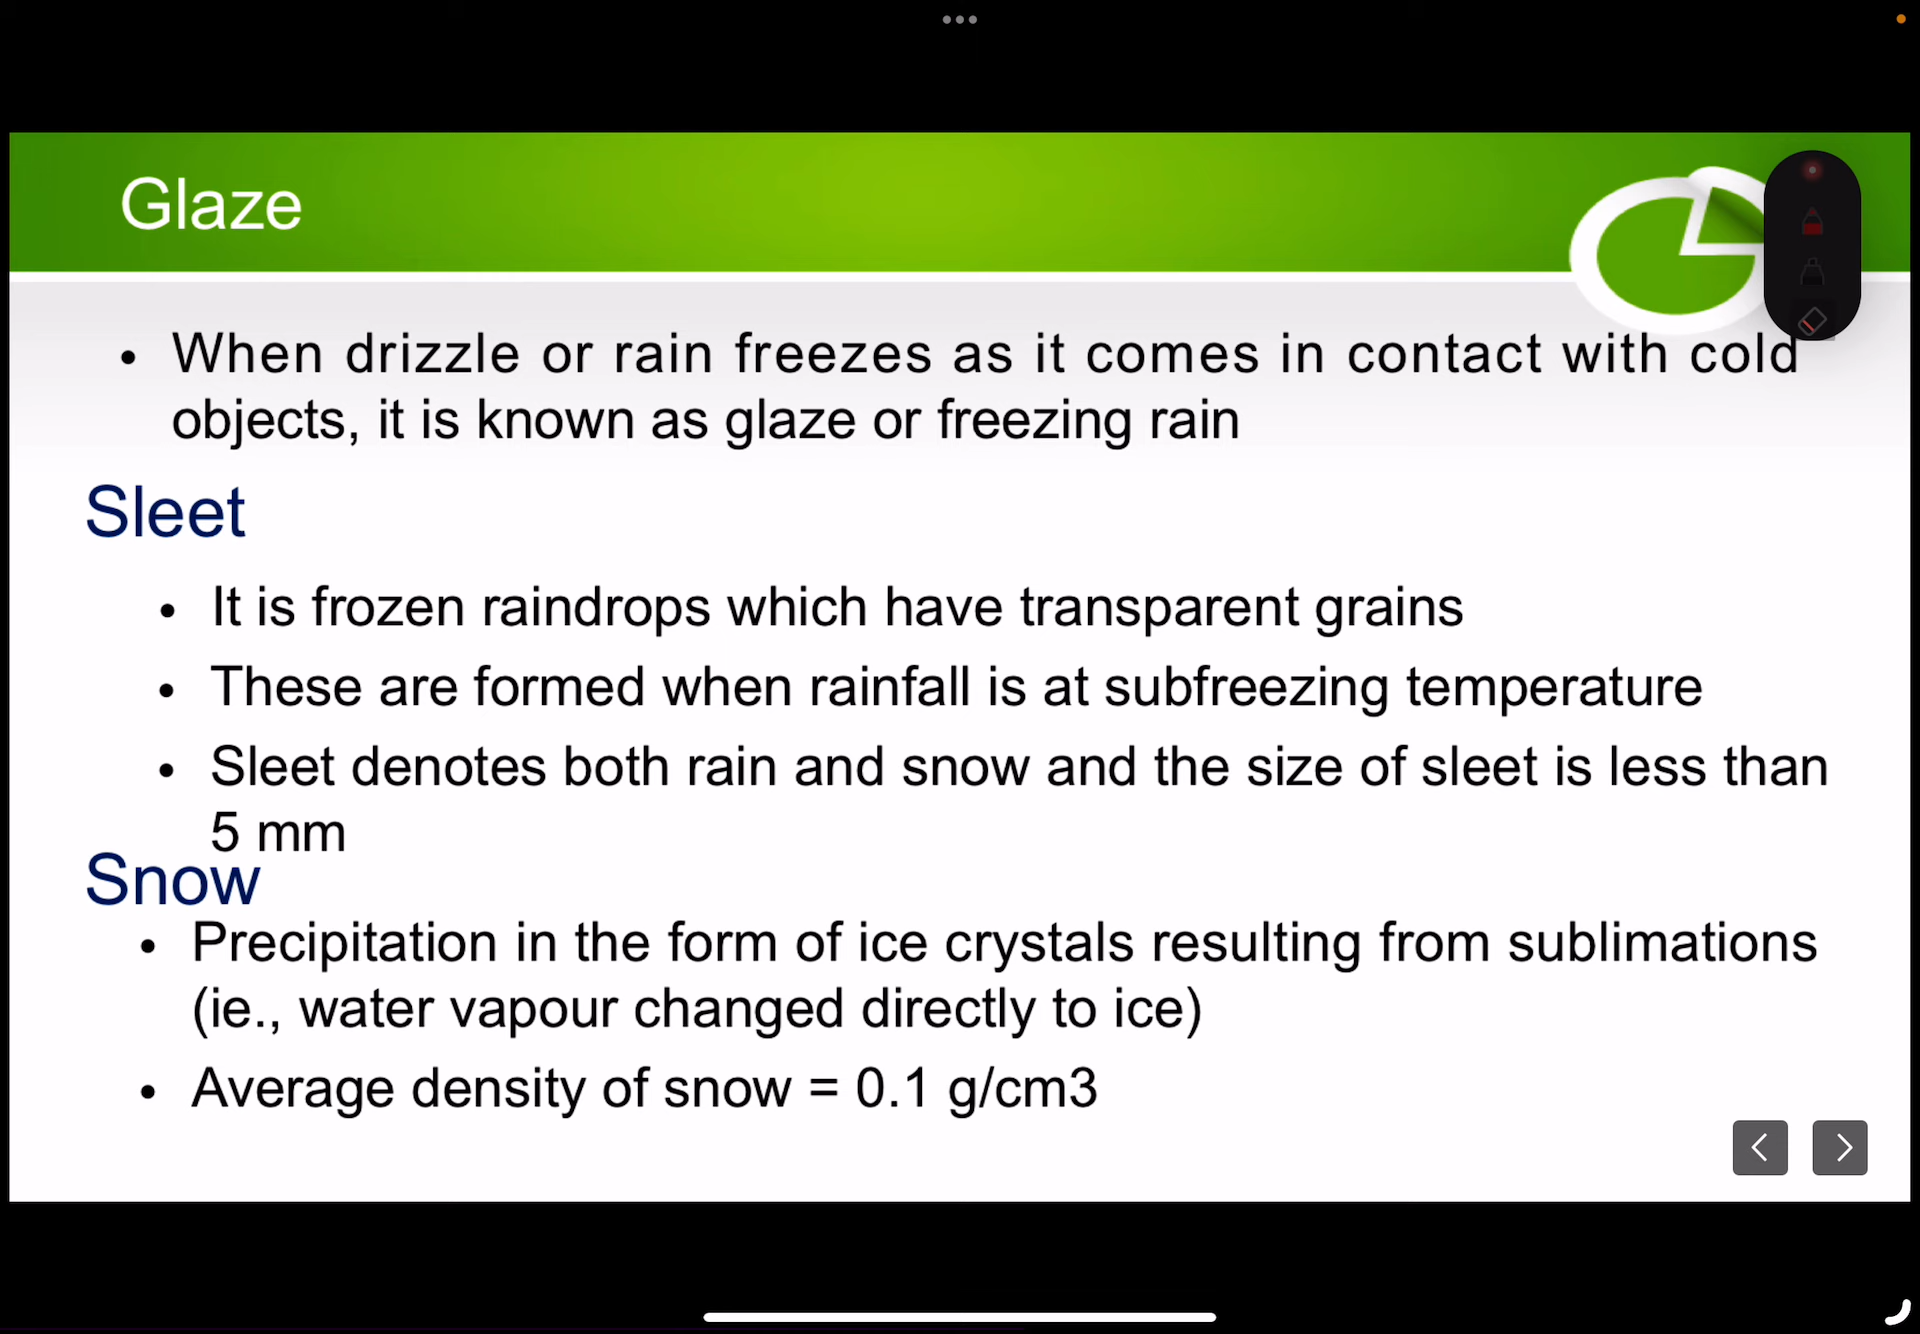 Glaze
• When drizzle or rain freezes as it comes in contact with cold
objects, it is known as glaze or freezing rain
Sleet
• It is frozen raindrops which have transparent grains
• These are formed when rainfall is at subfreezing temperature
• Sleet denotes both rain and snow and the size of sleet is less than
5 mm
Snow
• Precipitation in the form of ice crystals resulting from sublimations
(ie., water vapour changed directly to ice)
• Average density of snow = 0.1 g/cm3